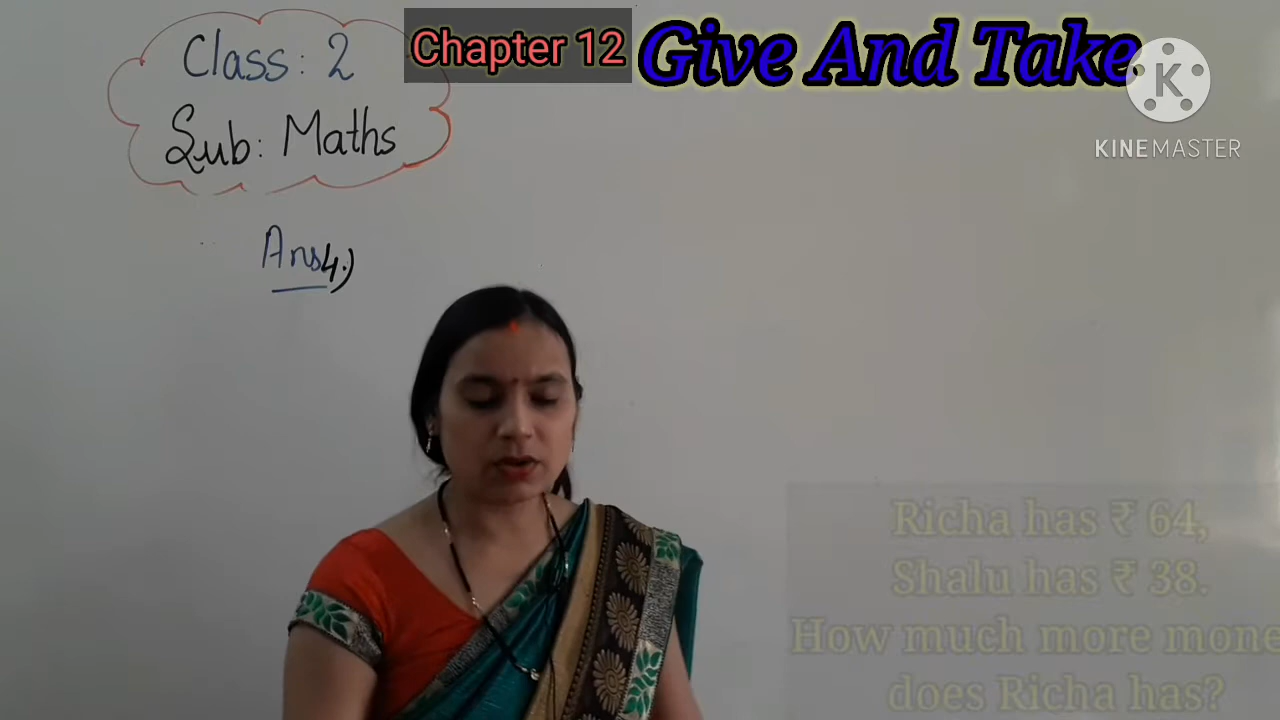 Class: 2
Sub: Maths
Chapter 12
Give And Take
K
KINEMASTER
Ans 4.)
Richa has ₹ 64,
Shalu has ₹ 38.
How much more mone
does Richa has?